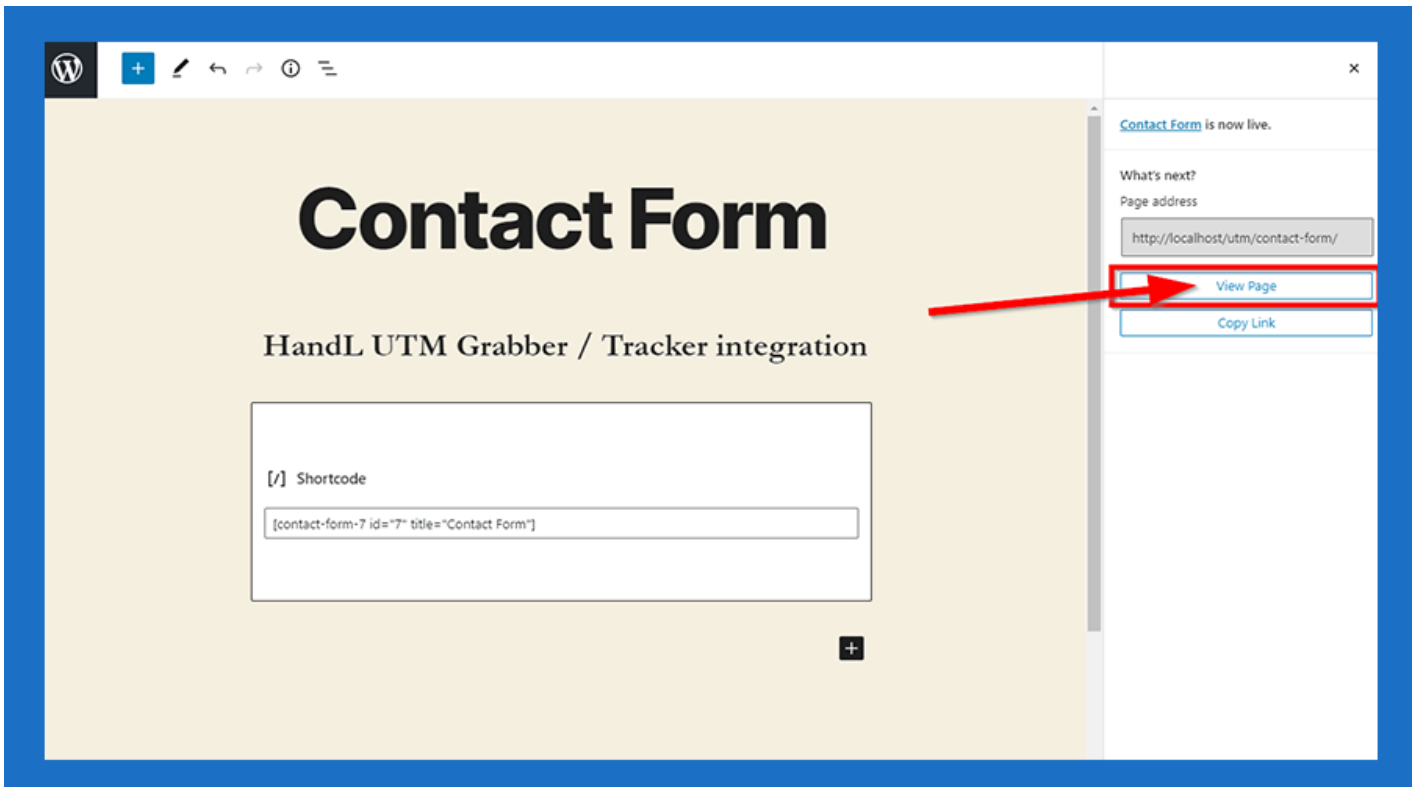 Contact Form
HandL UTM Grabber / Tracker integration
[/] Shortcode
[contact-form-7 id="7" title="Contact Form"]
Contact Form is now live.
What's next?
Page address
http://localhost/utm/contact-form/
View Page
Copy Link